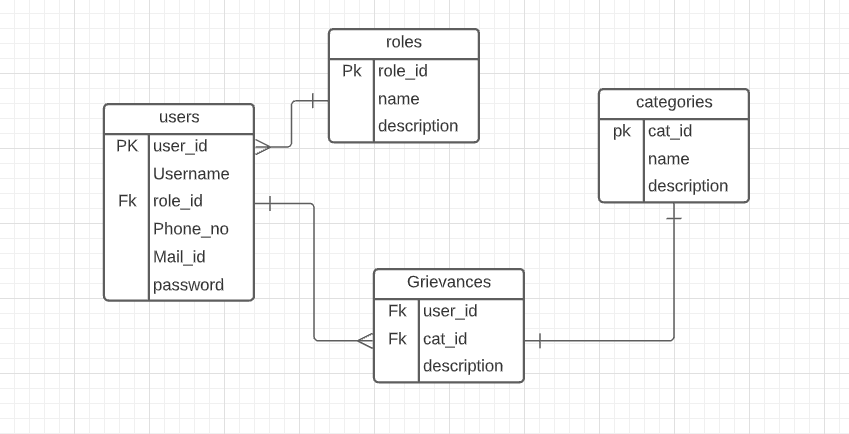 roles
Pk role_id
name
description
users
PK user_id
Username
Fk role_id
Phone_no
Mail_id
password
categories
pk cat_id
name
description
Grievances
Fk user_id
Fk cat_id
description